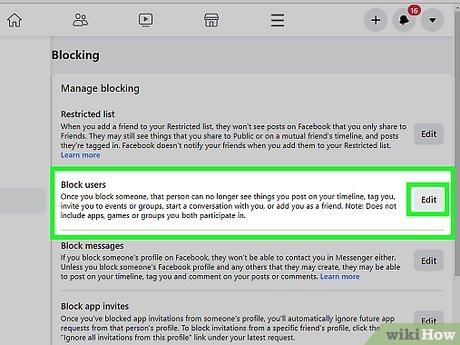 16
Blocking
Manage blocking
Restricted list
When you add a friend to your Restricted list, they won't see posts on Facebook that you only share to
Friends. They may still see things that you share to Public or on a mutual friend's timeline, and posts
they're tagged in. Facebook doesn't notify your friends when you add them to your Restricted list.
Learn more
Edit
Block users
Once you block someone, that person can no longer see things you post on your timeline, tag you,
invite you to events or groups, start a conversation with you, or add you as a friend. Note: Does not
include apps, games or groups you both participate in.
Edit
Block messages
If you block someone's profile on Facebook, they won't be able to contact you in Messenger either.
Unless you block someone's Facebook profile and any others that they may create, they may be able
to post on your timeline, tag you and comment on your posts or comments. Learn more
Edit
Block app invites
Once you've blocked app invitations from someone's profile, you'll automatically ignore future app
requests from that person's profile. To block invitations from a specific friend's profile, click the
"Ignore all invitations from this profile" link under your latest request.
Edit
wikiHow